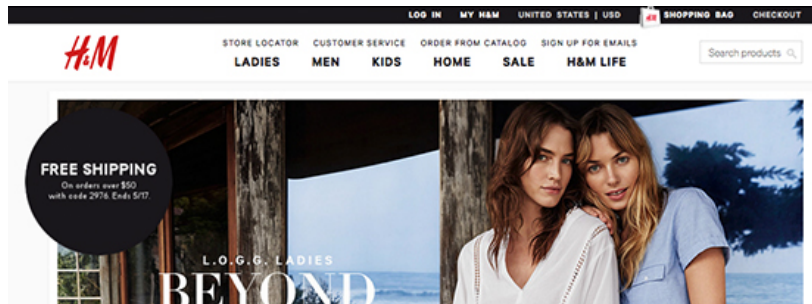 LOG IN MY H&M UNITED STATES | USD H&M SHOPPING BAG CHECKOUT
H&M
STORE LOCATOR CUSTOMER SERVICE ORDER FROM CATALOG SIGN UP FOR EMAILS
LADIES MEN KIDS HOME SALE H&M LIFE
Search products
FREE SHIPPING
On orders over $50
with code 2976. Ends 5/17.
L.O.G.G. LADIES
BEYOND